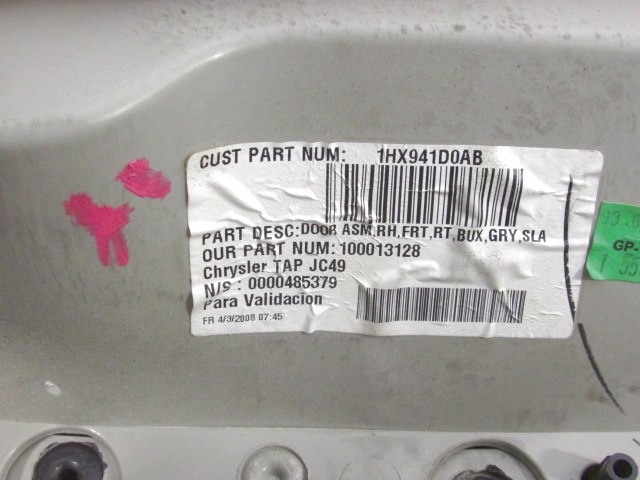 CUST PART NUM: 1HX941D0AB
PART DESC:DOOR ASM,RH,FRT,RT,BUX,GRY,SLA
OUR PART NUM:100013128
Chrysler TAP JC49
N/S : 0000485379
Para Validacion
FR 4/3/2008 07:45
GP-